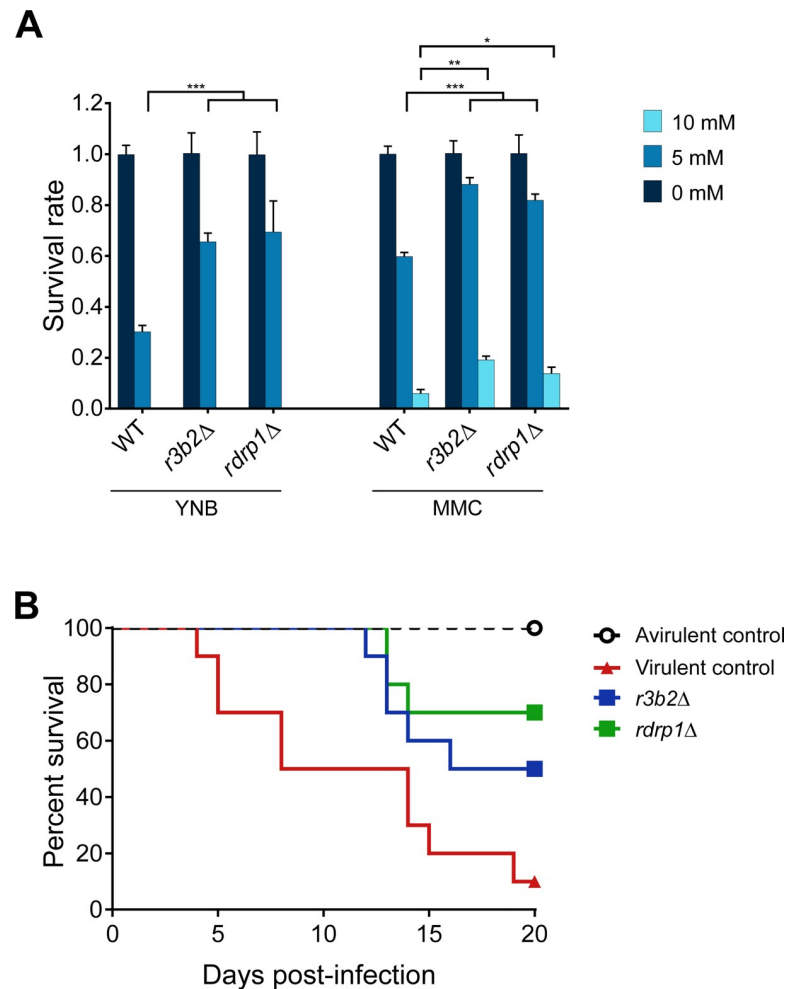 A
*
**
***
***
1.2
1.0
0.8
0.6
0.4
0.2
0.0
Survival rate
10 mM
5 mM
0 mM
WT
r3b2Δ
rdrp1Δ
WT
r3b2Δ
rdrp1Δ
YNB
MMC
B
100
80
60
40
20
0
Percent survival
0
5
10
15
20
Days post-infection
Avirulent control
Virulent control
r3b2Δ
rdrp1Δ